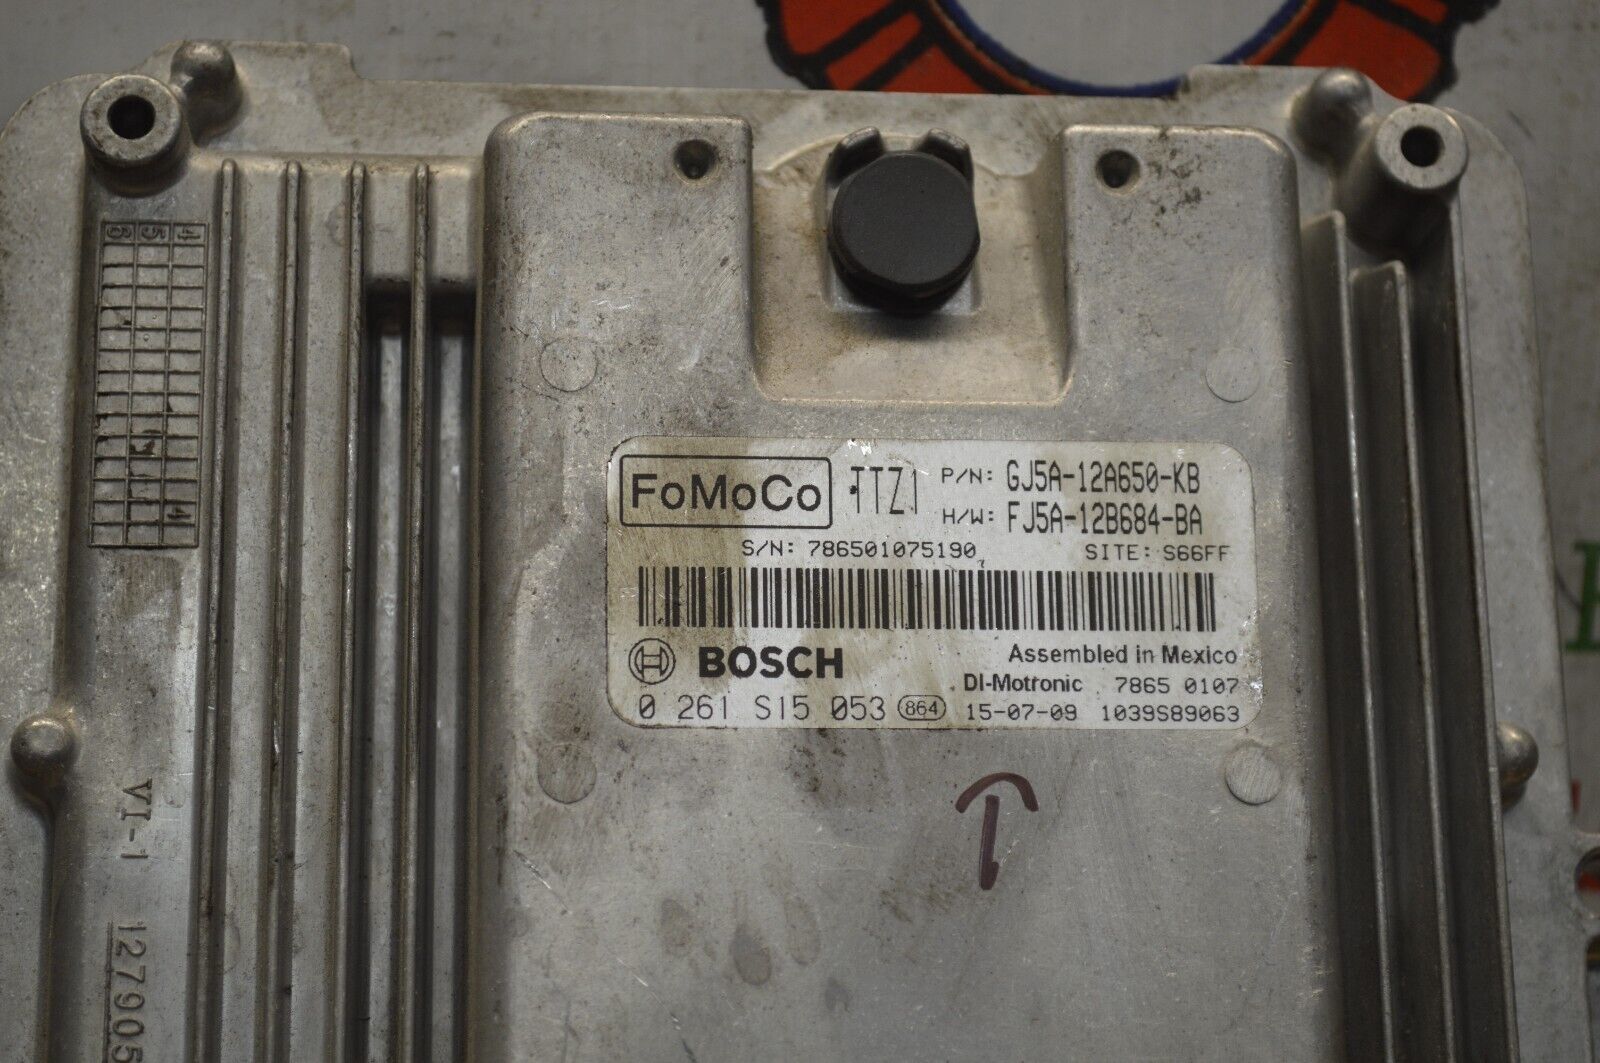 FoMoCo TTZ1 P/N: GJ5A-12A650-KB
H/W: FJ5A-12B684-BA
S/N: 786501075190 SITE: S66FF
BOSCH Assembled in Mexico
DI-Motronic 7865 0107
0 261 S15 053 864 15-07-09 1039S89063
VI-1 127905